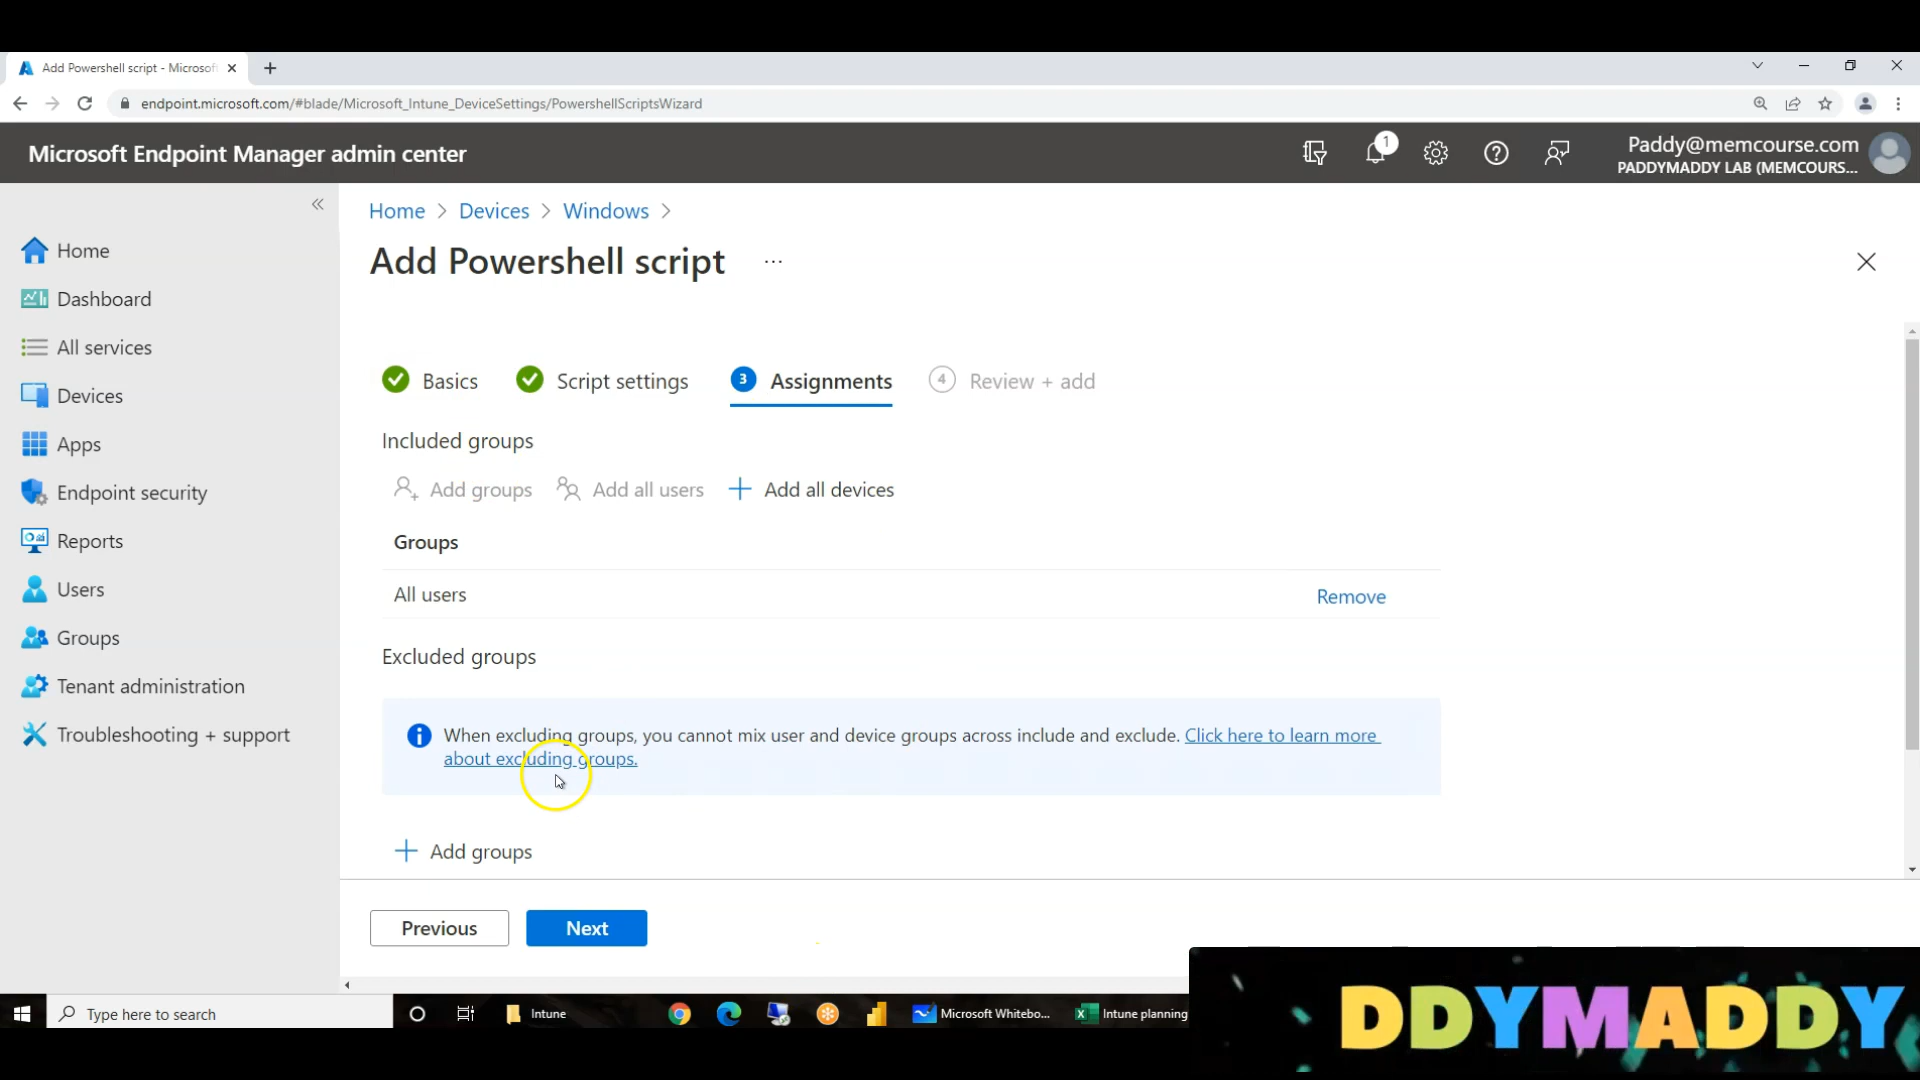 Add Powershell script - Microsof
endpoint.microsoft.com/#blade/Microsoft_Intune_DeviceSettings/PowershellScriptsWizard
Microsoft Endpoint Manager admin center
1
Paddy@memcourse.com
PADDYMADDY LAB (MEMCOURS...
Home > Devices > Windows >
Add Powershell script ...
Home
Dashboard
All services
Devices
Apps
Endpoint security
Reports
Users
Groups
Tenant administration
Troubleshooting + support
Basics
Script settings
3 Assignments
4 Review + add
Included groups
Add groups
Add all users
Add all devices
Groups
All users
Remove
Excluded groups
When excluding groups, you cannot mix user and device groups across include and exclude. Click here to learn more
about excluding groups.
Add groups
Previous
Next
Type here to search
Intune
Microsoft Whitebo...
Intune planning
DDYMADDY